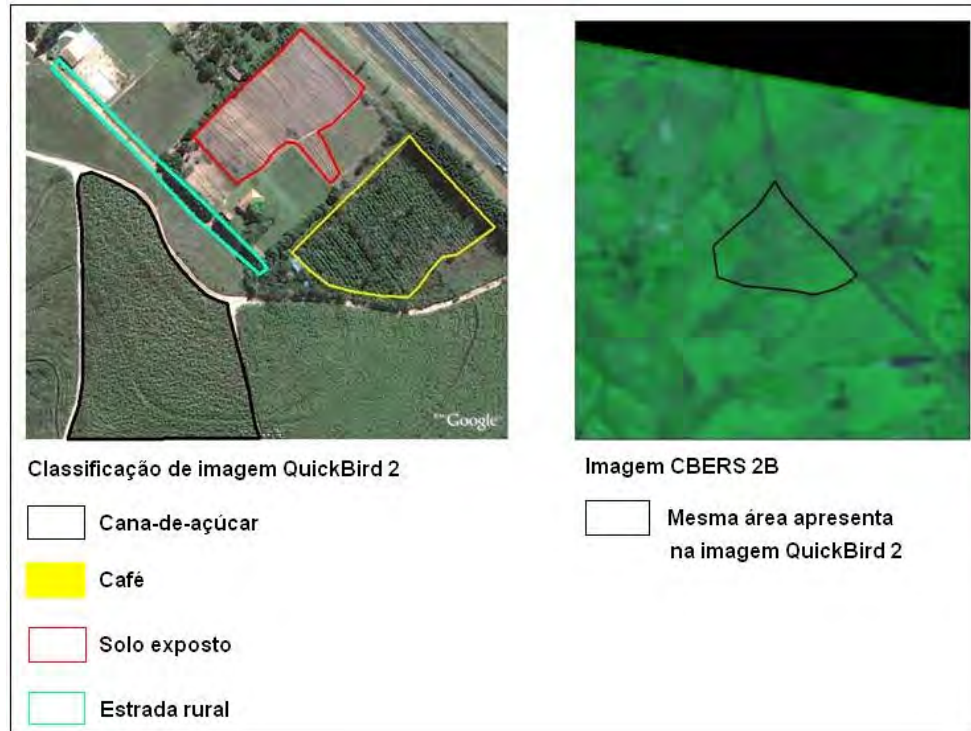 Google
Classificação de imagem QuickBird 2
Cana-de-açúcar
Café
Solo exposto
Estrada rural
Imagem CBERS 2B
Mesma área apresenta
na imagem QuickBird 2